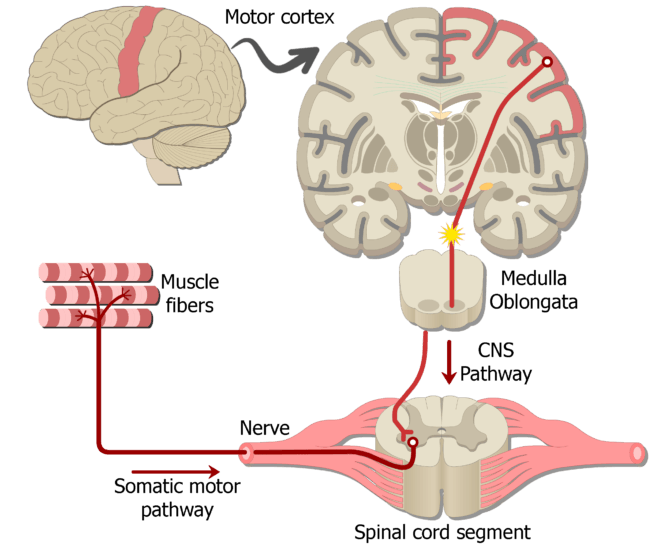 Motor cortex
Medulla
Oblongata
Muscle
fibers
CNS
Pathway
Nerve
Somatic motor
pathway
Spinal cord segment